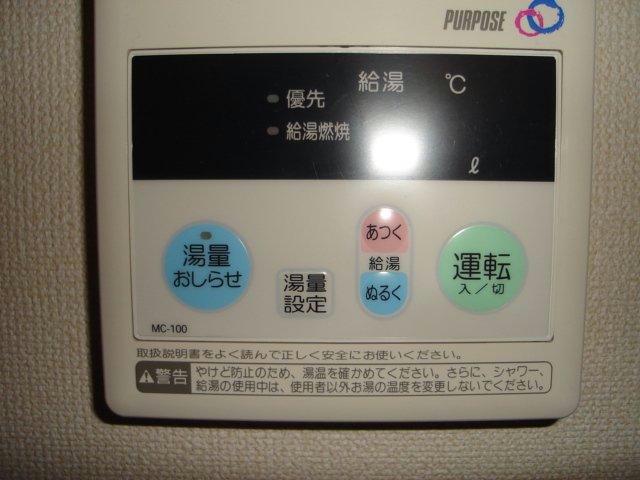 PURPOSE
給湯 ℃
優先
給湯燃焼
ℓ
湯量
おしらせ
湯量
設定
あつく
給湯
ぬるく
運転
入/切
MC-100
取扱説明書をよく読んで正しく安全にお使いください。
警告 やけど防止のため、湯温を確かめてください。さらに、シャワー、
給湯の使用中は、使用者以外お湯の温度を変更しないでください。